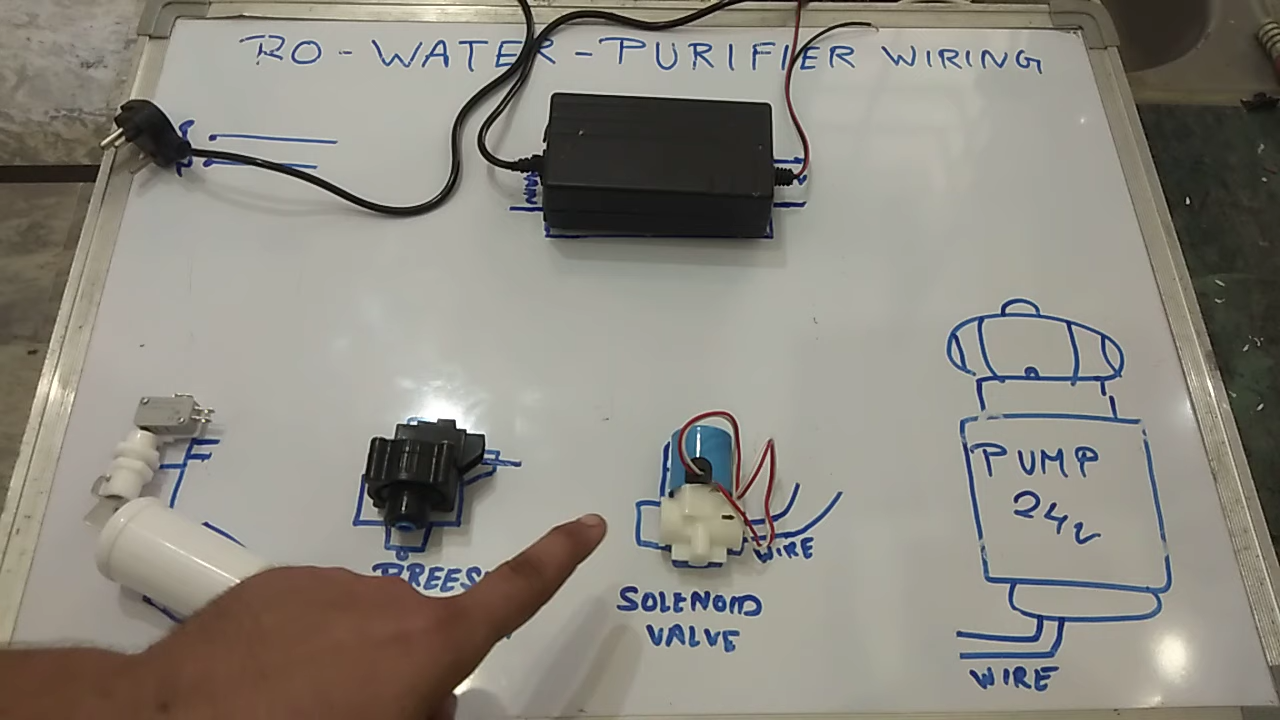 RO-WATER-PURIFIER WIRING
PUMP
24v
WIRE
SOLENOID
VALVE
WIRE